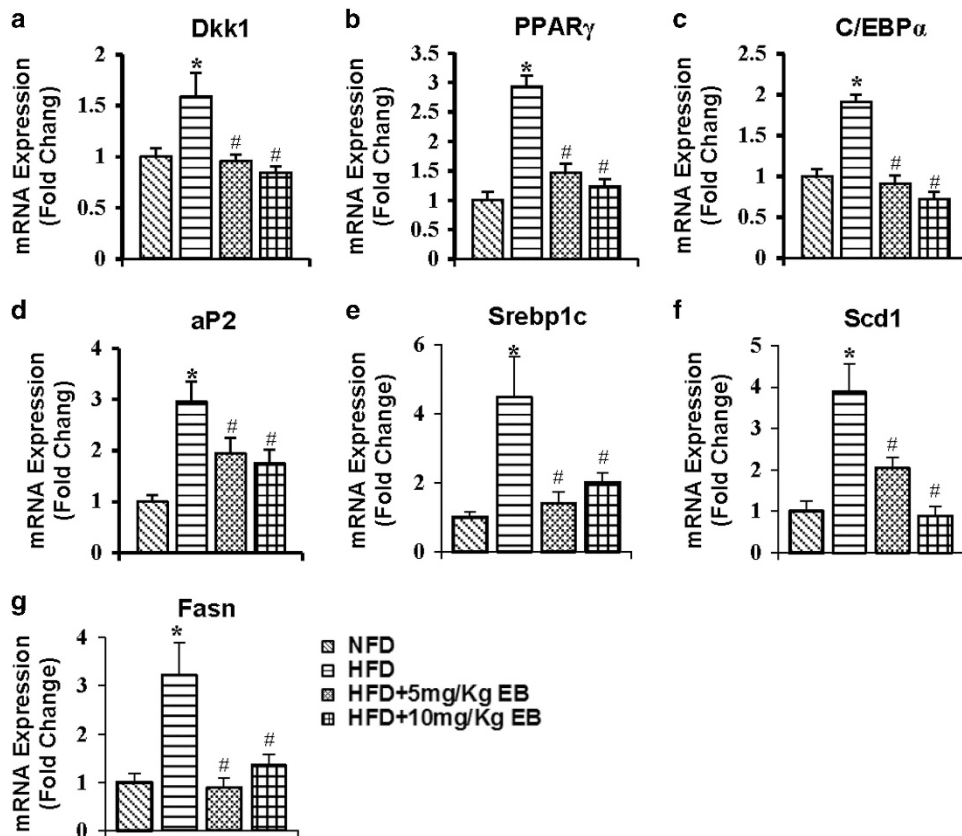 a
Dkk1
mRNA Expression
(Fold Chang)
2
1.5
1
0.5
0
*
#
#
b
PPARγ
mRNA Expression
(Fold Chang)
3.5
3
2.5
2
1.5
1
0.5
0
*
#
#
c
C/EBPα
mRNA Expression
(Fold Chang)
2.5
2
1.5
1
0.5
0
*
#
#
d
aP2
mRNA Expression
(Fold Change)
4
3
2
1
0
*
#
#
e
Srebp1c
mRNA Expression
(Fold Change)
6
4
2
0
*
#
#
f
Scd1
mRNA Expression
(Fold Change)
5
4
3
2
1
0
*
#
#
g
Fasn
mRNA Expression
(Fold Change)
4
3
2
1
0
*
#
#
NFD
HFD
HFD+5mg/Kg EB
HFD+10mg/Kg EB